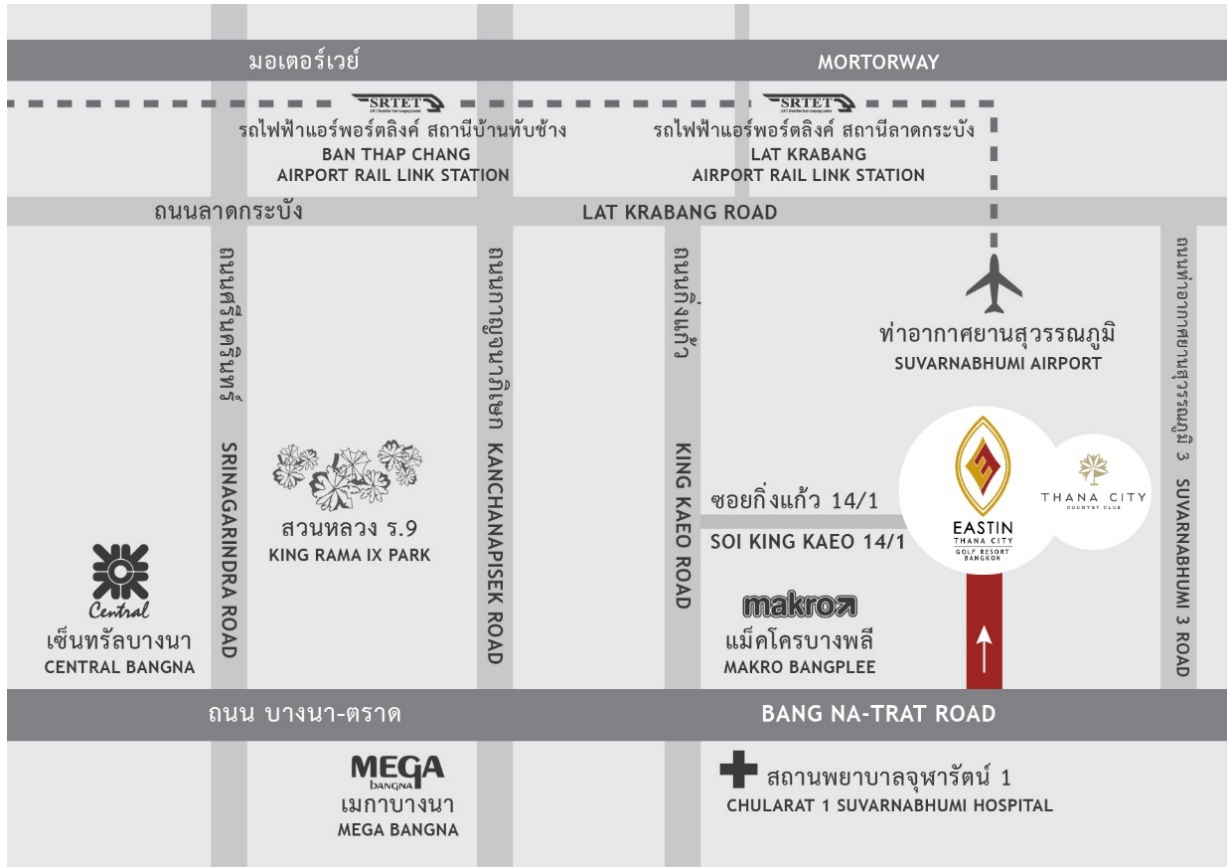 มอเตอร์เวย์
MORTORWAY
SRTET
SRTET
รถไฟฟ้าแอร์พอร์ตลิงค์ สถานีบ้านทับช้าง
BAN THAP CHANG
AIRPORT RAIL LINK STATION
รถไฟฟ้าแอร์พอร์ตลิงค์ สถานีลาดกระบัง
LAT KRABANG
AIRPORT RAIL LINK STATION
ถนนลาดกระบัง
LAT KRABANG ROAD
ถนนศรีนครินทร์
SRINAGARINDRA ROAD
ถนนกาญจนาภิเษก KANCHANAPISEK ROAD
ถนนกิ่งแก้ว
KING KAEO ROAD
ท่าอากาศยานสุวรรณภูมิ
SUVARNABHUMI AIRPORT
ถนนท่าอากาศยานสุวรรณภูมิ 3 SUVARNABHUMI 3 ROAD
สวนหลวง ร.9
KING RAMA IX PARK
ซอยกิ่งแก้ว 14/1
SOI KING KAEO 14/1
EASTIN
THANA CITY
GOLF RESORT
BANGKOK
THANA CITY
COUNTRY CLUB
Central
เซ็นทรัลบางนา
CENTRAL BANGNA
makro
แม็คโครบางพลี
MAKRO BANGPLEE
ถนน บางนา-ตราด
BANG NA-TRAT ROAD
MEGA
BANGNA
เมกาบางนา
MEGA BANGNA
สถานพยาบาลจุฬารัตน์ 1
CHULARAT 1 SUVARNABHUMI HOSPITAL